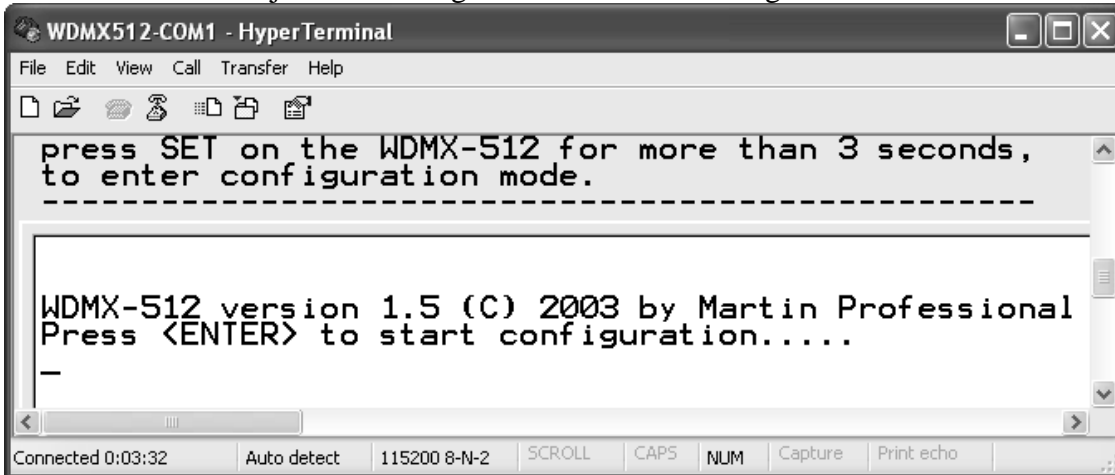 WDMX512-COM1 - HyperTerminal
File Edit View Call Transfer Help
press SET on the WDMX-512 for more than 3 seconds,
to enter configuration mode.
--------------------------------------------------
WDMX-512 version 1.5 (C) 2003 by Martin Professional
Press <ENTER> to start configuration.....
_
Connected 0:03:32 Auto detect 115200 8-N-2 SCROLL CAPS NUM Capture Print echo